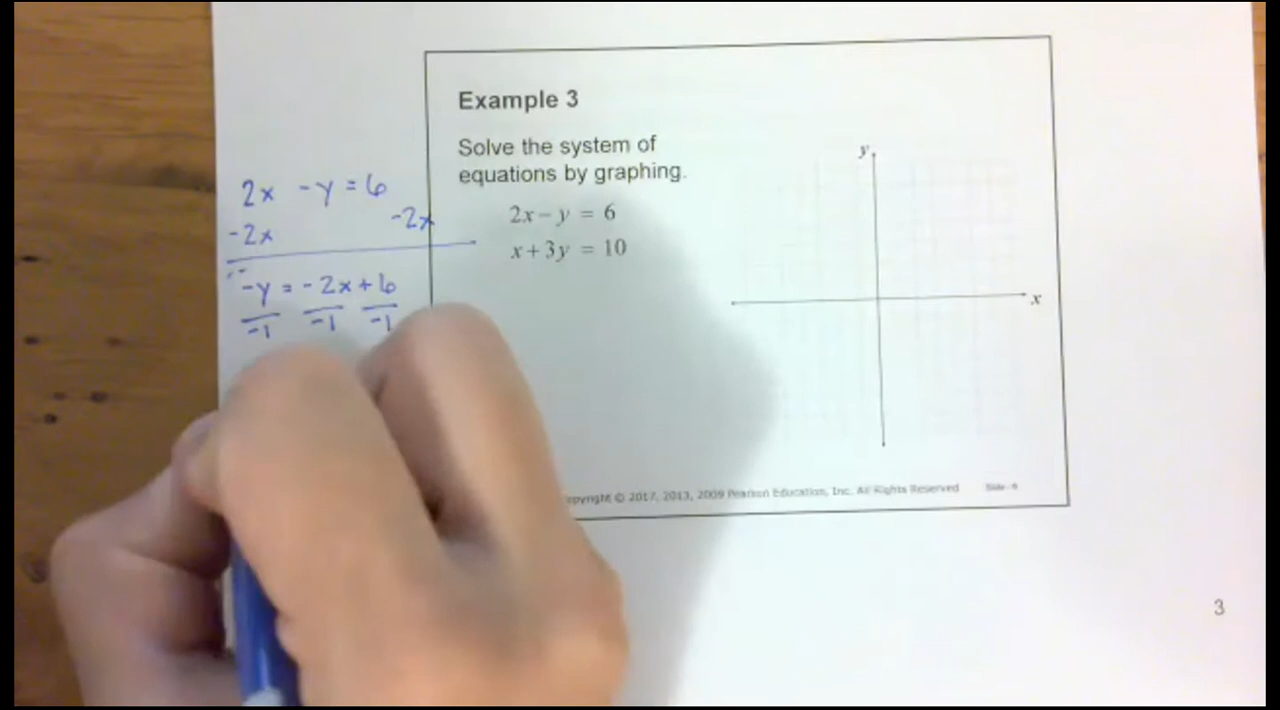 Example 3
Solve the system of
equations by graphing.
2x − y = 6
x + 3y = 10
y
x
2x - y = 6
-2x -2x
-y = -2x + 6
-1 -1 -1
opyright © 2017, 2013, 2009 Pearson Education, Inc. All Rights Reserved
3